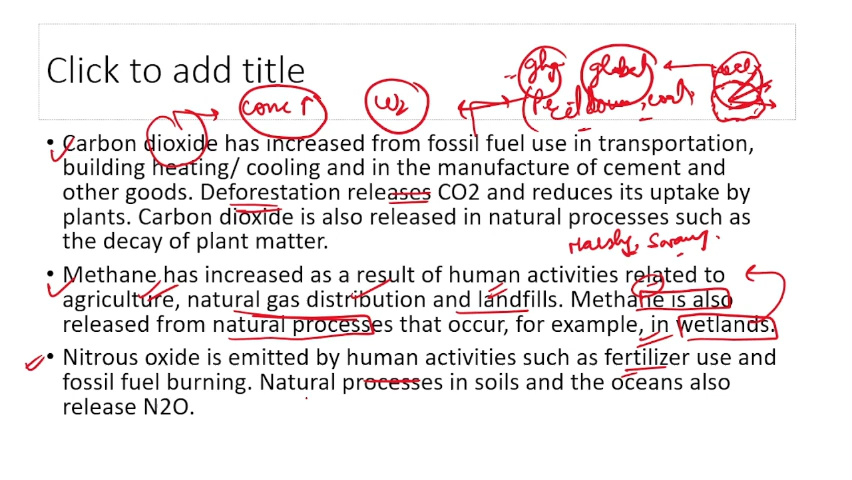 Click to add title
conc ↑
ghg
global
• Carbon dioxide has increased from fossil fuel use in transportation,
building heating/ cooling and in the manufacture of cement and
other goods. Deforestation releases CO2 and reduces its uptake by
plants. Carbon dioxide is also released in natural processes such as
the decay of plant matter.
• Methane has increased as a result of human activities related to
agriculture, natural gas distribution and landfills. Methane is also
released from natural processes that occur, for example, in wetlands.
• Nitrous oxide is emitted by human activities such as fertilizer use and
fossil fuel burning. Natural processes in soils and the oceans also
release N2O.